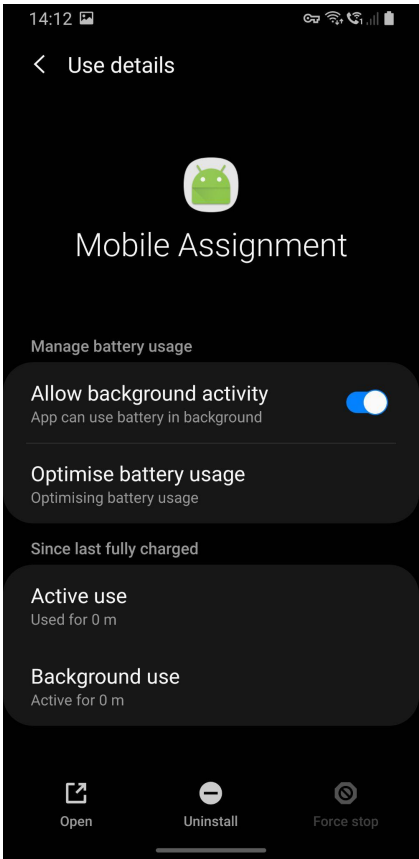 14:12
Use details
Mobile Assignment
Manage battery usage
Allow background activity
App can use battery in background
Optimise battery usage
Optimising battery usage
Since last fully charged
Active use
Used for 0 m
Background use
Active for 0 m
Open
Uninstall
Force stop